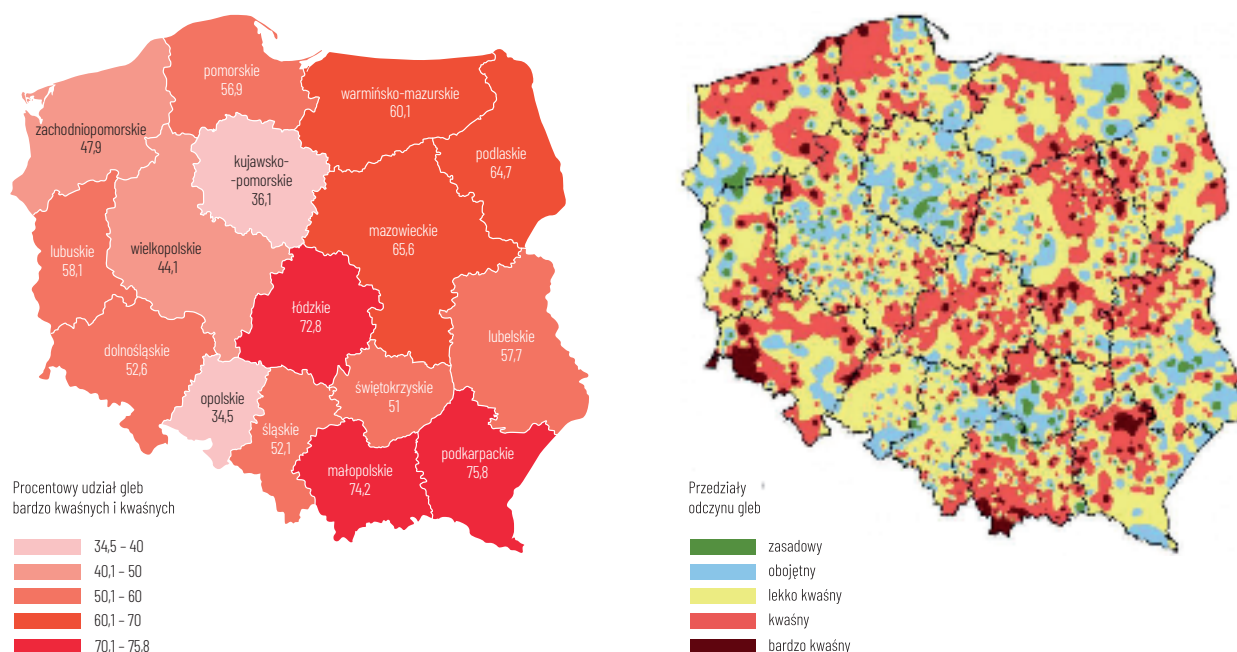 pomorskie
56,9
warmińsko-mazurskie
60,1
zachodniopomorskie
47,9
kujawsko-
-pomorskie
36,1
podlaskie
64,7
mazowieckie
65,6
wielkopolskie
44,1
lubuskie
58,1
łódzkie
72,8
lubelskie
57,7
dolnośląskie
52,6
opolskie
34,5
świętokrzyskie
51
śląskie
52,1
małopolskie
74,2
podkarpackie
75,8
Procentowy udział gleb
bardzo kwaśnych i kwaśnych
34,5 – 40
40,1 – 50
50,1 – 60
60,1 – 70
70,1 – 75,8
Przedziały
odczynu gleb
zasadowy
obojętny
lekko kwaśny
kwaśny
bardzo kwaśny